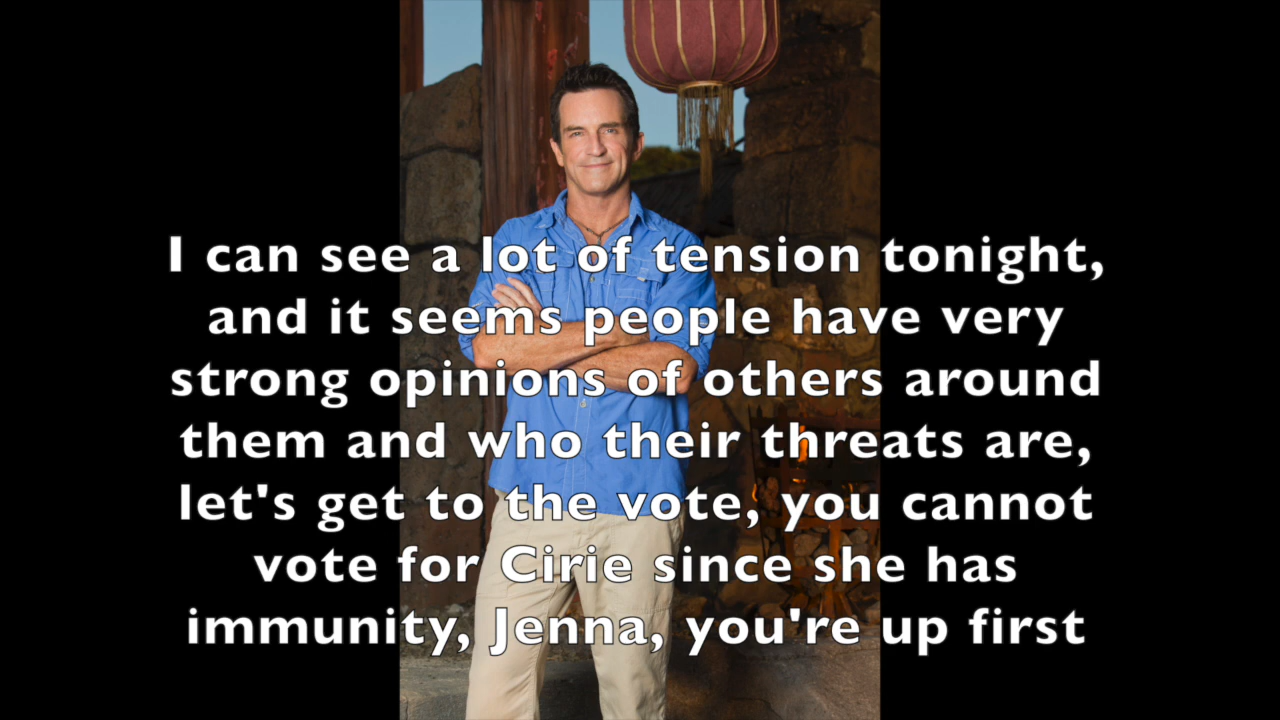 I can see a lot of tension tonight,
and it seems people have very
strong opinions of others around
them and who their threats are,
let's get to the vote, you cannot
vote for Cirie since she has
immunity, Jenna, you're up first